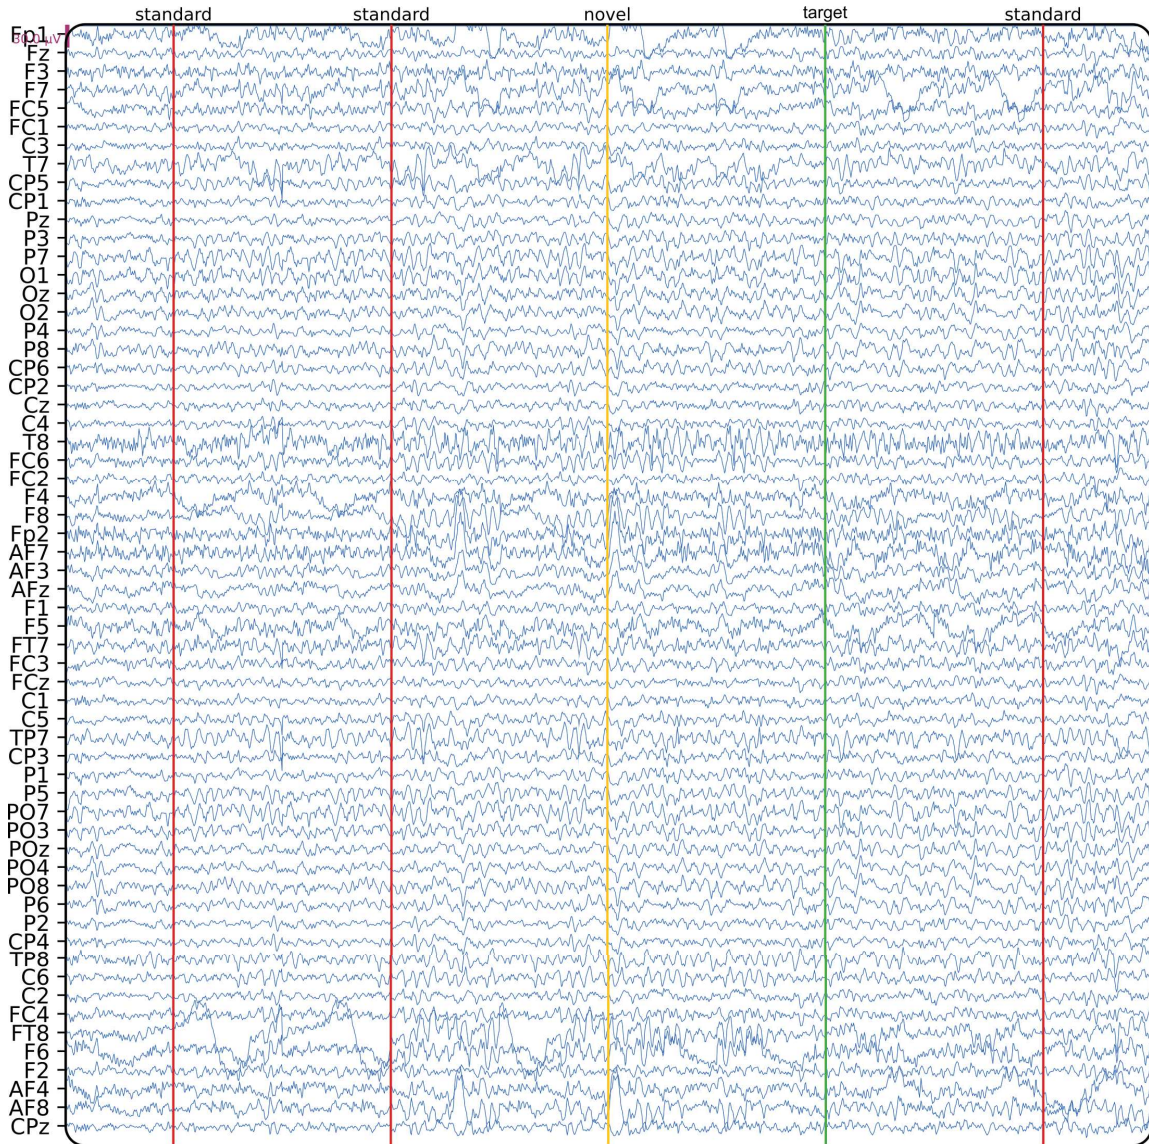 standard standard novel target standard
Fp1
Fz
F3
F7
FC5
FC1
C3
T7
CP5
CP1
Pz
P3
P7
O1
Oz
O2
P4
P8
CP6
CP2
Cz
C4
T8
FC6
FC2
F4
F8
Fp2
AF7
AF3
AFz
F1
F5
FT7
FC3
FCz
C1
C5
TP7
CP3
P1
P5
PO7
PO3
POz
PO4
PO8
P6
P2
CP4
TP8
C6
C2
FC4
FT8
F6
F2
AF4
AF8
CPz